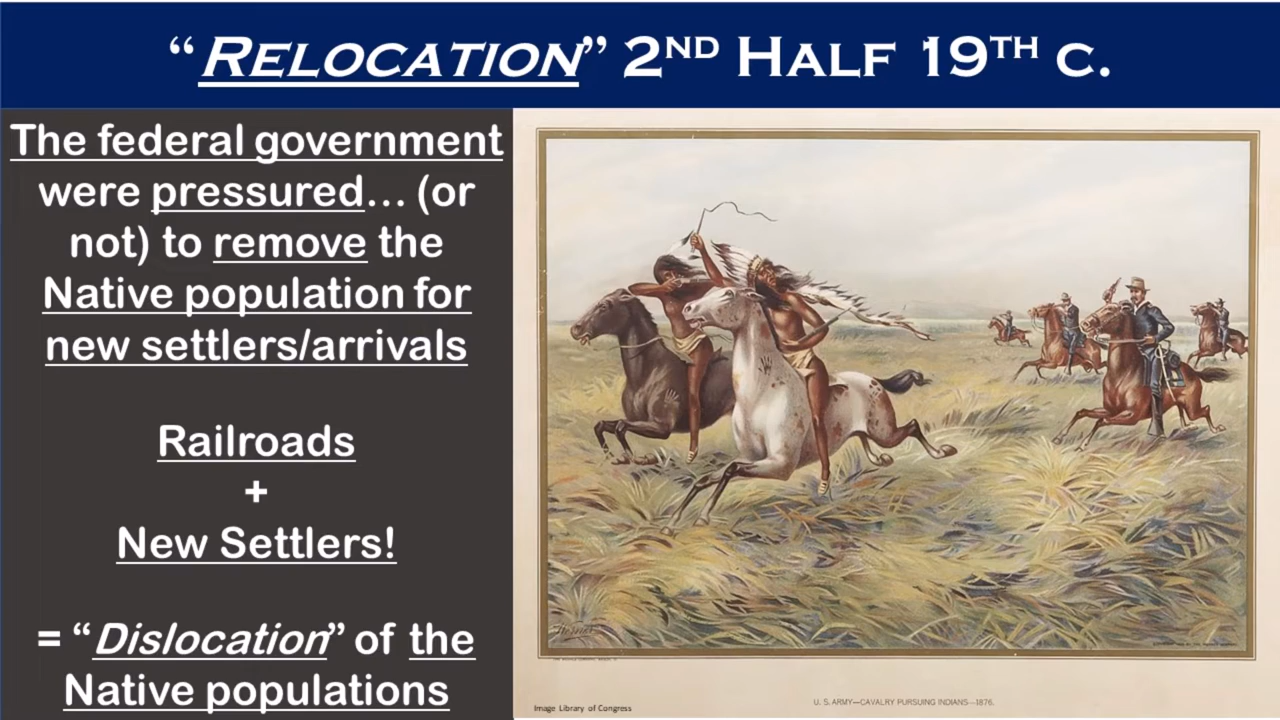 “RELOCATION” 2ND HALF 19TH C.
The federal government
were pressured... (or
not) to remove the
Native population for
new settlers/arrivals
Railroads
+
New Settlers!
= “Dislocation” of the
Native populations
Image Library of Congress
U. S. ARMY—CAVALRY PURSUING INDIANS—1876.